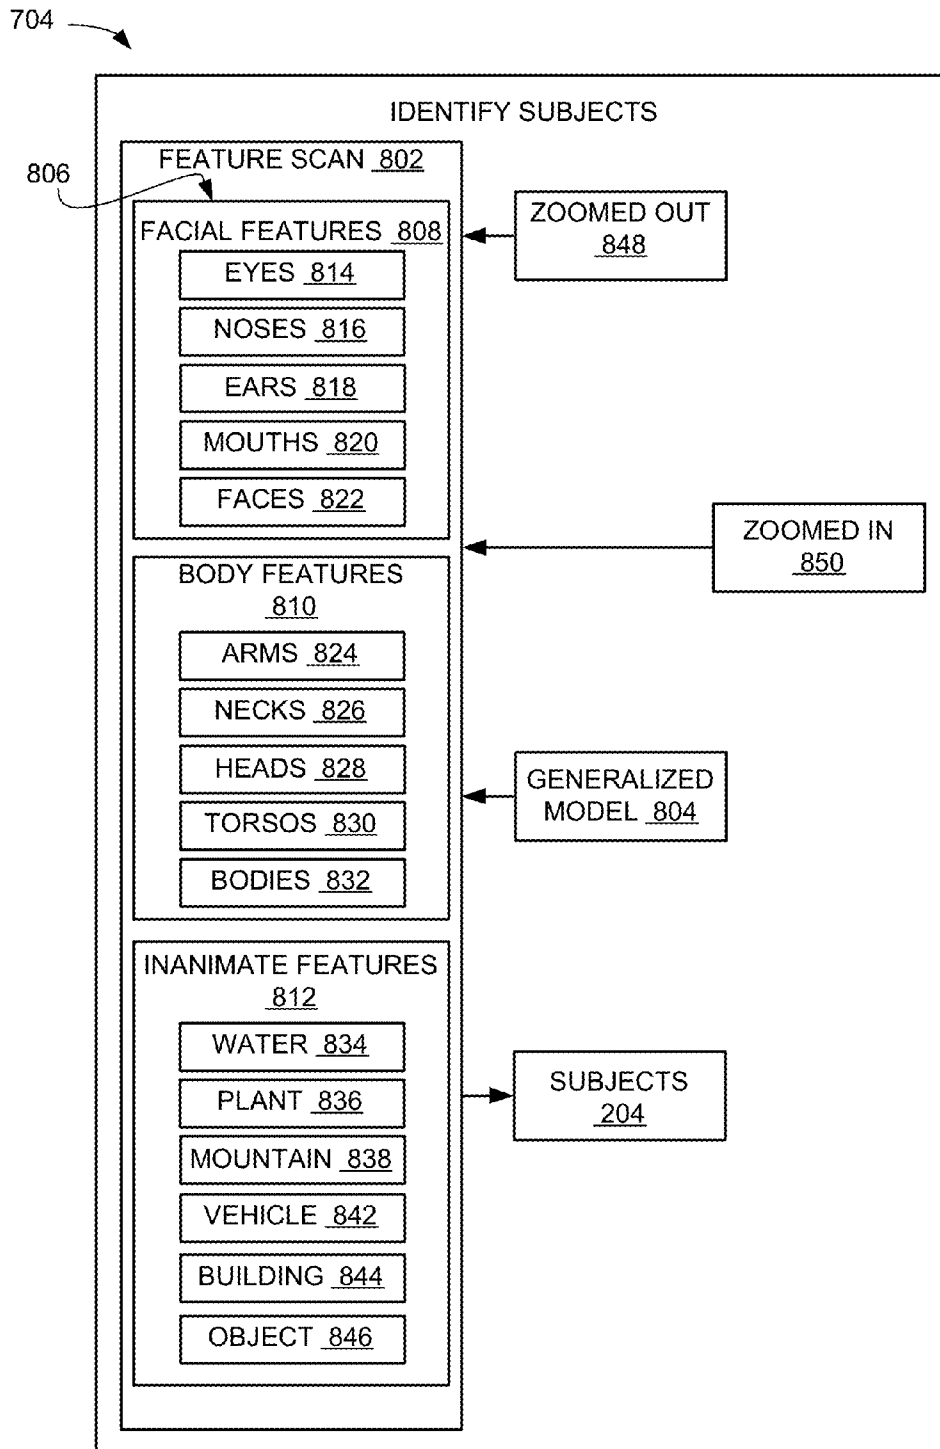 704
IDENTIFY SUBJECTS
FEATURE SCAN 802
806
FACIAL FEATURES 808
EYES 814
NOSES 816
EARS 818
MOUTHS 820
FACES 822
ZOOMED OUT
848
ZOOMED IN
850
BODY FEATURES
810
ARMS 824
NECKS 826
HEADS 828
TORSOS 830
BODIES 832
GENERALIZED
MODEL 804
INANIMATE FEATURES
812
WATER 834
PLANT 836
MOUNTAIN 838
VEHICLE 842
BUILDING 844
OBJECT 846
SUBJECTS
204